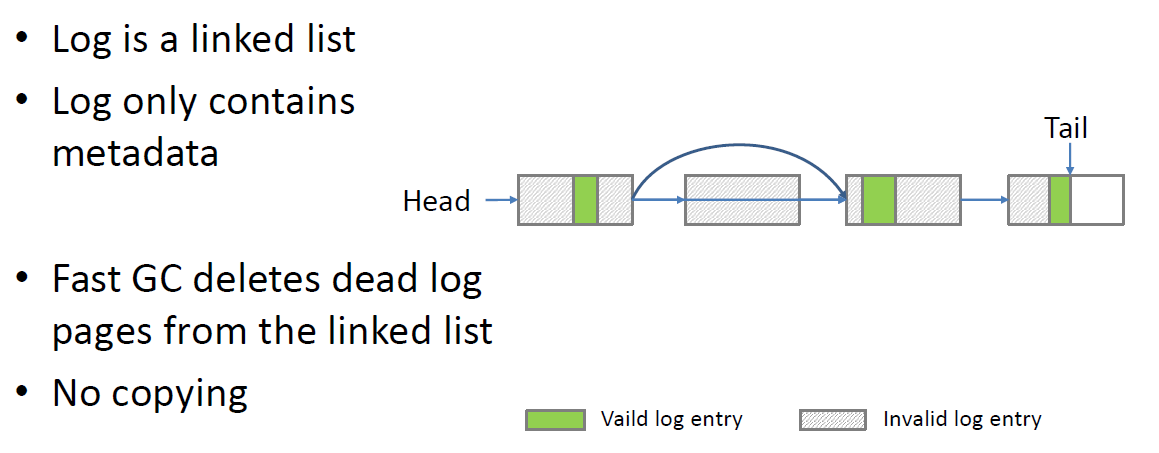 • Log is a linked list
• Log only contains
metadata
Tail
Head
• Fast GC deletes dead log
pages from the linked list
• No copying
Vaild log entry
Invalid log entry